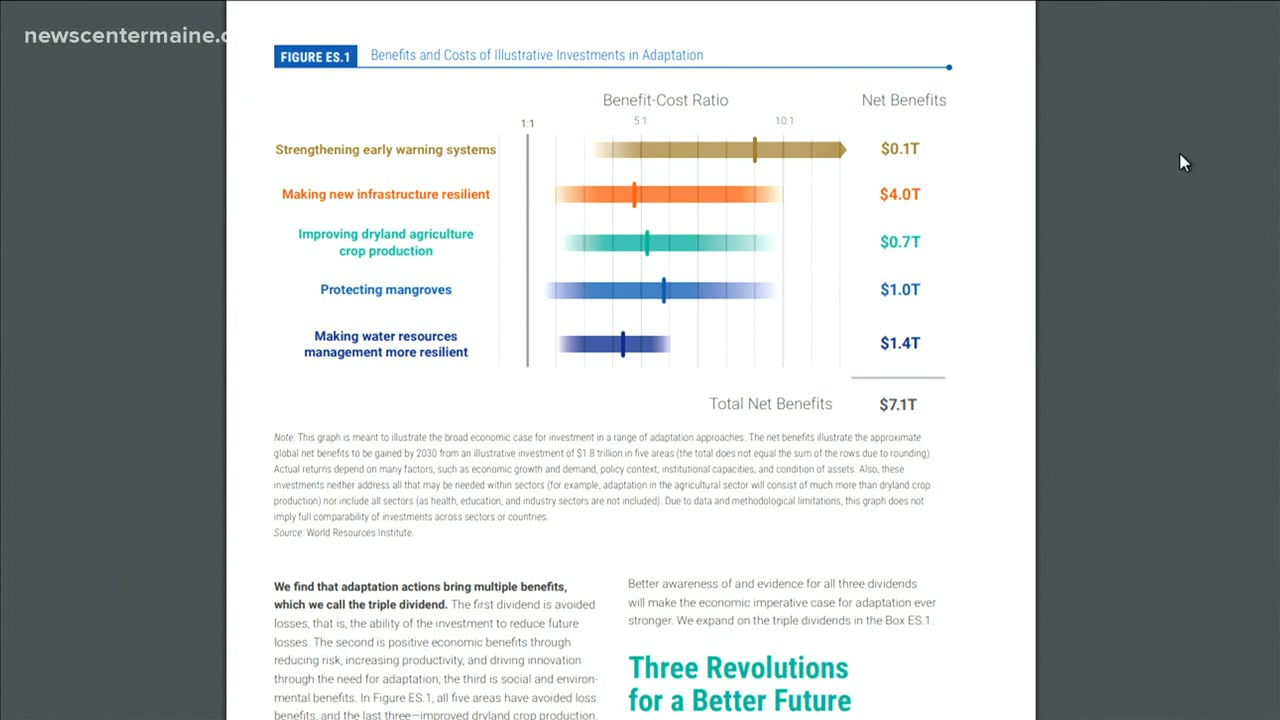 newscentermaine.c
FIGURE ES.1 Benefits and Costs of Illustrative Investments in Adaptation
Benefit-Cost Ratio Net Benefits
1:1 5:1 10:1
Strengthening early warning systems $0.1T
Making new infrastructure resilient $4.0T
Improving dryland agriculture
crop production $0.7T
Protecting mangroves $1.0T
Making water resources
management more resilient $1.4T
Total Net Benefits $7.1T
Note: This graph is meant to illustrate the broad economic case for investment in a range of adaptation approaches. The net benefits illustrate the approximate
global net benefits to be gained by 2030 from an illustrative investment of $1.8 trillion in five areas (the total does not equal the sum of the rows due to rounding).
Actual returns depend on many factors, such as economic growth and demand, policy context, institutional capacities, and condition of assets. Also, these
investments neither address all that may be needed within sectors (for example, adaptation in the agricultural sector will consist of much more than dryland crop
production) nor include all sectors (as health, education, and industry sectors are not included). Due to data and methodological limitations, this graph does not
imply full comparability of investments across sectors or countries.
Source: World Resources Institute.
We find that adaptation actions bring multiple benefits,
which we call the triple dividend. The first dividend is avoided
losses, that is, the ability of the investment to reduce future
losses. The second is positive economic benefits through
reducing risk, increasing productivity, and driving innovation
through the need for adaptation; the third is social and environ-
mental benefits. In Figure ES.1, all five areas have avoided loss
benefits, and the last three—improved dryland crop production,
Better awareness of and evidence for all three dividends
will make the economic imperative case for adaptation ever
stronger. We expand on the triple dividends in the Box ES.1.
Three Revolutions
for a Better Future